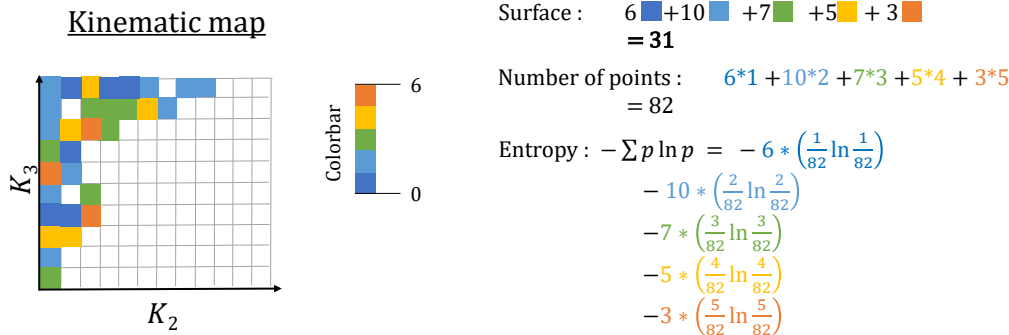 Kinematic map
K₃
K₂
Colorbar
6
0
Surface : 6 +10 +7 +5 + 3
= 31
Number of points : 6*1 +10*2 +7*3 +5*4 + 3*5
= 82
Entropy : − ∑ p ln p = − 6 * (1/82 ln 1/82)
− 10 * (2/82 ln 2/82)
−7 * (3/82 ln 3/82)
−5 * (4/82 ln 4/82)
−3 * (5/82 ln 5/82)